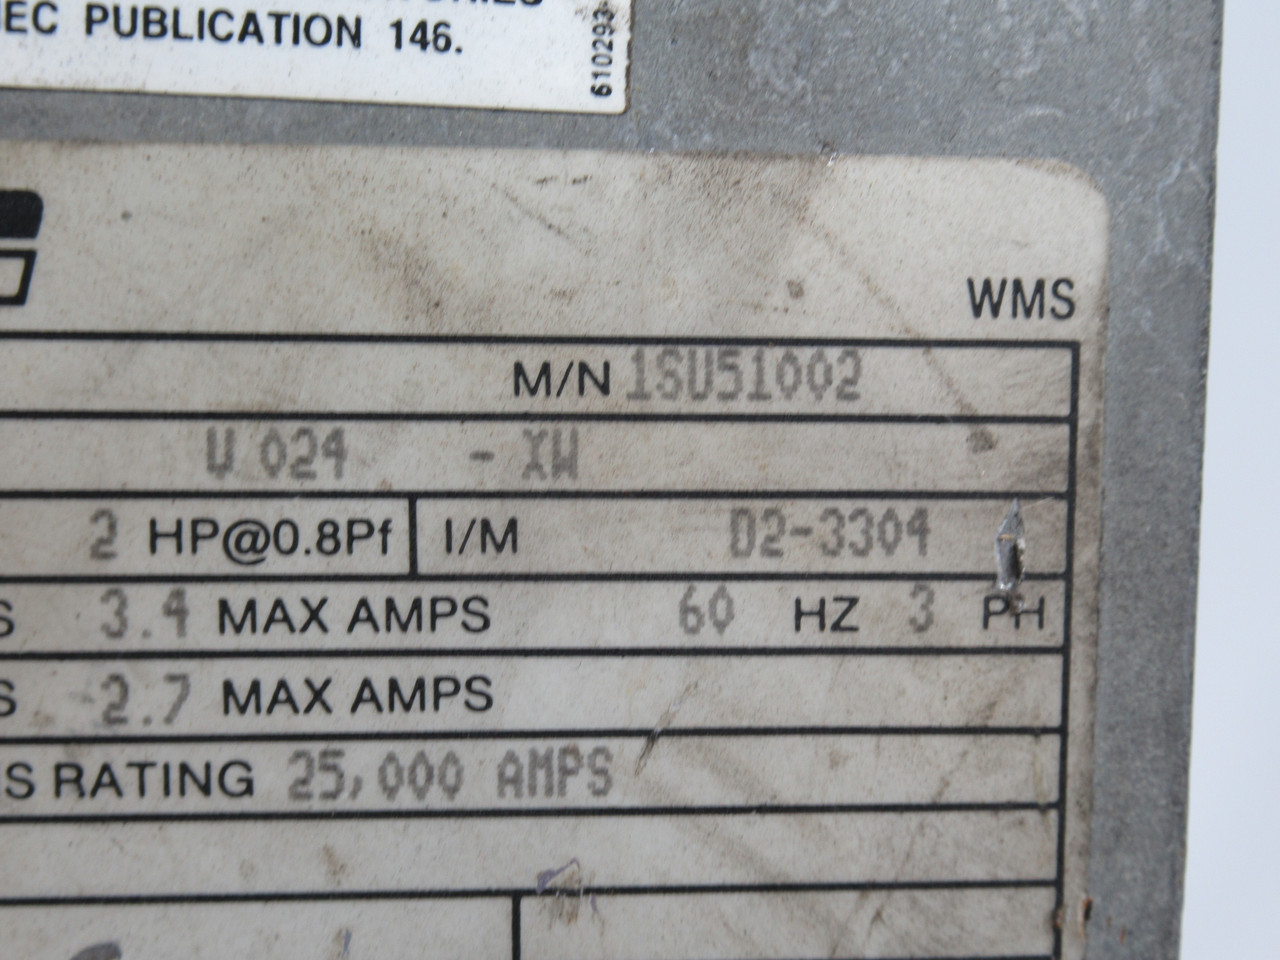 IEC PUBLICATION 146.
610293
WMS
M/N 1SU51002
V 024 - XW
2 HP@0.8Pf I/M D2-3304
S 3.4 MAX AMPS 60 HZ 3 PH
S 2.7 MAX AMPS
S RATING 25,000 AMPS